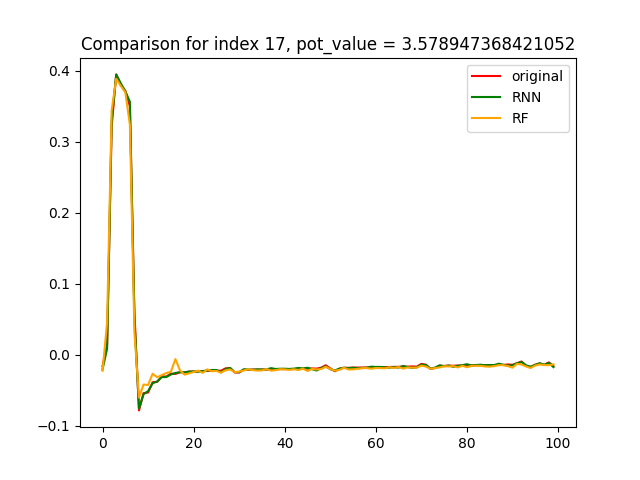 Comparison for index 17, pot_value = 3.578947368421052
original
RNN
RF
0.4
0.3
0.2
0.1
0.0
−0.1
0 20 40 60 80 100